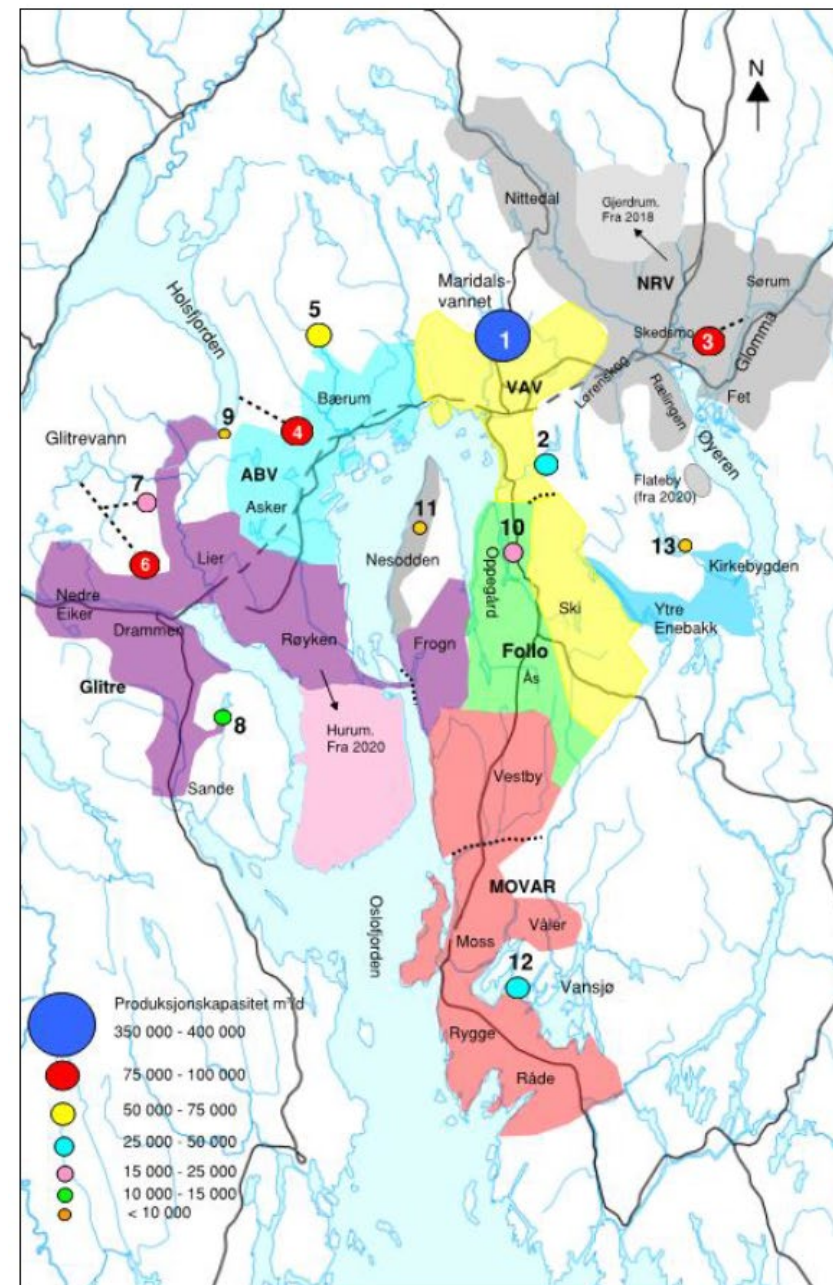 N
Nittedal
Gjerdrum.
Fra 2018
NRV
Sørum
Maridals-
vannet
Holsfjorden
5
1
Skedsmo
3
Glomma
Lørenskog
Rælingen
Fet
Øyeren
VAV
Bærum
9
4
Glitrevann
ABV
2
7
Asker
11
Flateby
(fra 2020)
10
13
Kirkebygden
6
Lier
Nesodden
Oppegård
Nedre
Eiker
Drammen
Ski
Ytre
Enebakk
Røyken
Frogn
Follo
Ås
Glitre
8
Hurum.
Fra 2020
Sande
Vestby
MOVAR
Oslofjorden
Moss
Våler
12
Vansjø
Rygge
Råde
Produksjonskapasitet m³/d
350 000 - 400 000
75 000 - 100 000
50 000 - 75 000
25 000 - 50 000
15 000 - 25 000
10 000 - 15 000
< 10 000